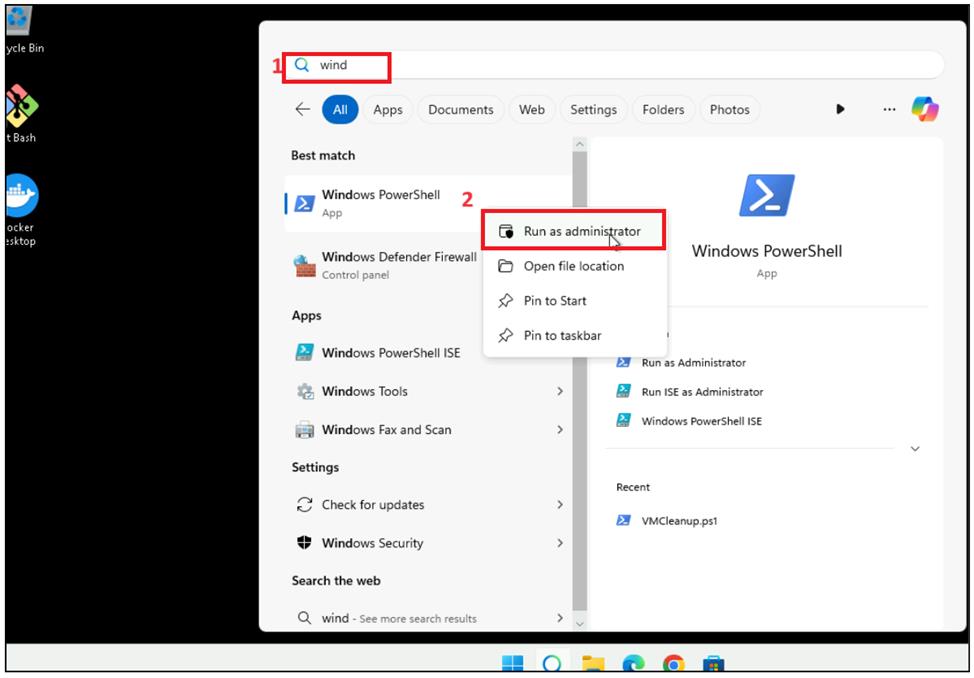 ycle Bin
t Bash
ocker
esktop
1
wind
All
Apps
Documents
Web
Settings
Folders
Photos
Best match
Windows PowerShell
App
2
Windows Defender Firewall
Control panel
Run as administrator
Open file location
Pin to Start
Pin to taskbar
Apps
Windows PowerShell ISE
Windows Tools
Windows Fax and Scan
Settings
Check for updates
Windows Security
Search the web
wind - See more search results
Windows PowerShell
App
Run as Administrator
Run ISE as Administrator
Windows PowerShell ISE
Recent
VMCleanup.ps1